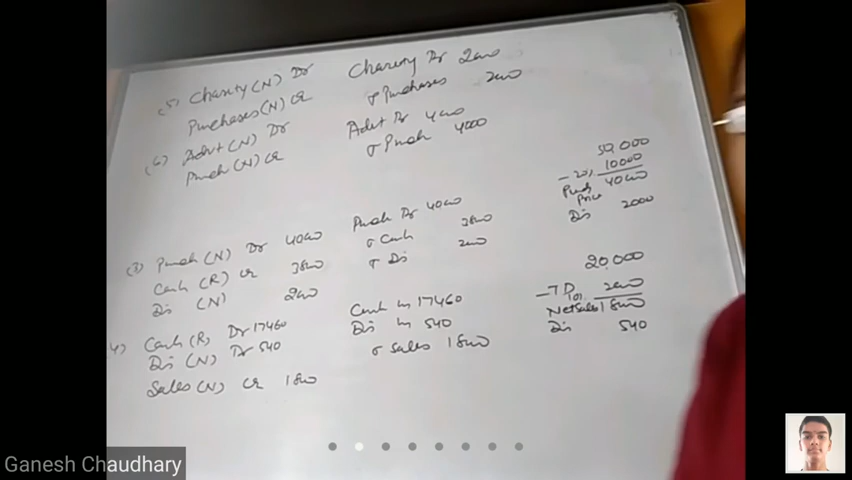 (5) Charity (N) Dr Charity Dr 2000
Purchases (N) Cr To Purchases 2000
(6) Advt (N) Dr Advt Dr 4000
Purch (N) Cr To Purch 4000
50,000
- 20% 10000
Purch Price 40000
Dis 2000
(3) Purch (N) Dr 40000 Purch Dr 40000
Cash (R) Cr 38000 To Cash 38000
Dis (N) 2000 To Dis 2000
20,000
- TD 10% 2000
Net Sales 18000
Dis 540
4) Cash (R) Dr 17460 Cash Dr 17460
Dis (N) Dr 540 Dis Dr 540
Sales (N) Cr 18000 To Sales 18000
Ganesh Chaudhary